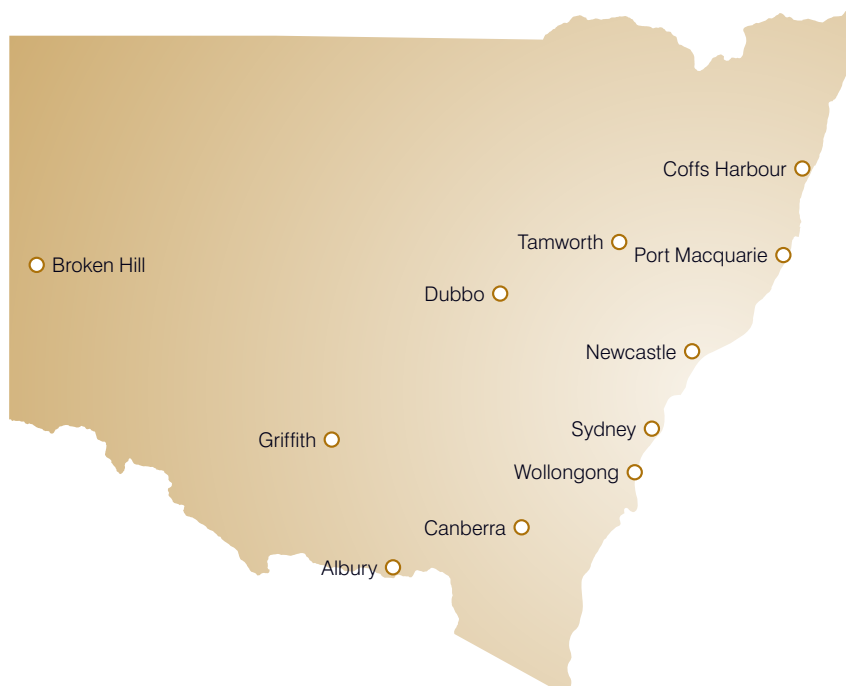 Coffs Harbour
Tamworth
Port Macquarie
Broken Hill
Dubbo
Newcastle
Sydney
Griffith
Wollongong
Canberra
Albury